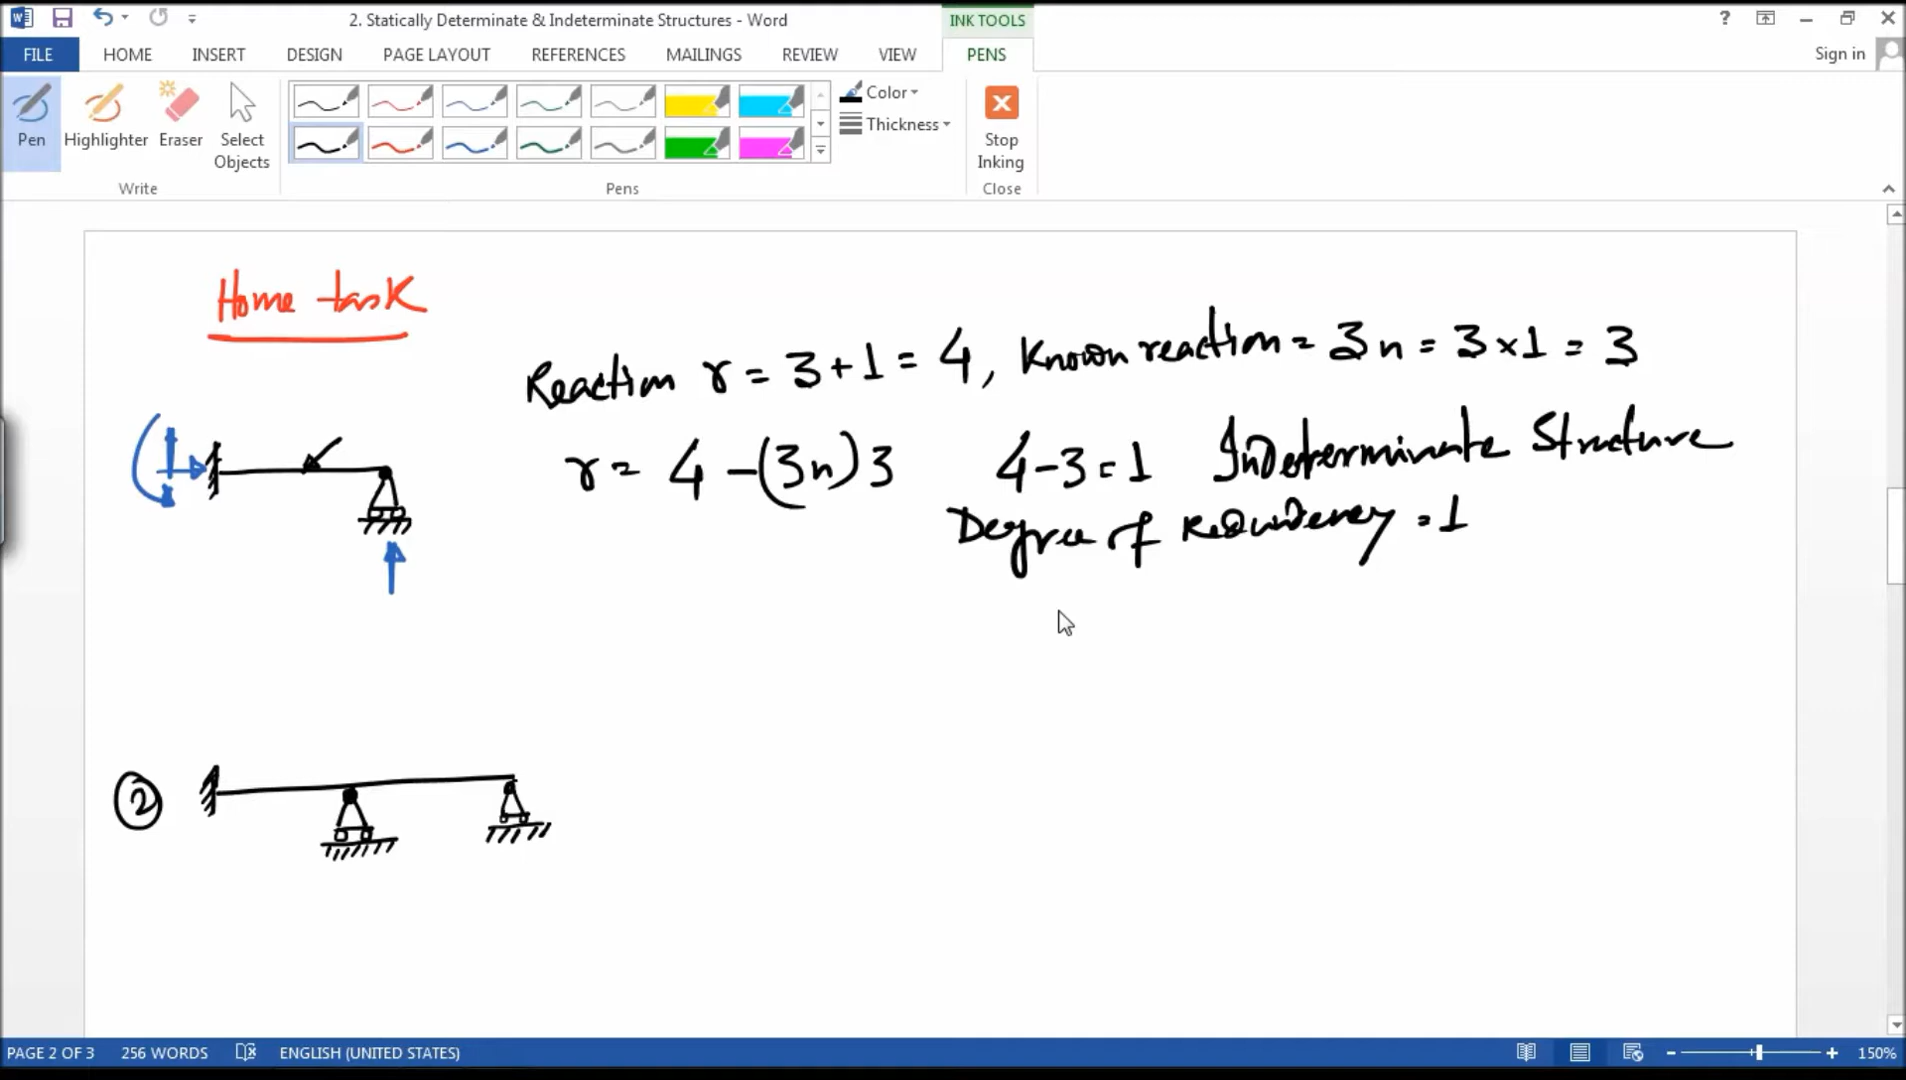 2. Statically Determinate & Indeterminate Structures - Word
INK TOOLS
?
FILE
HOME
INSERT
DESIGN
PAGE LAYOUT
REFERENCES
MAILINGS
REVIEW
VIEW
PENS
Sign in
Pen
Highlighter
Eraser
Select Objects
Color
Thickness
Stop Inking
Write
Pens
Close
Home task
Reaction r = 3+1 = 4, Known reaction = 3n = 3×1 = 3
r = 4 -(3n)3 4-3=1 Indeterminate Structure
Degree of Redundency = 1
2
PAGE 2 OF 3
256 WORDS
ENGLISH (UNITED STATES)
150%